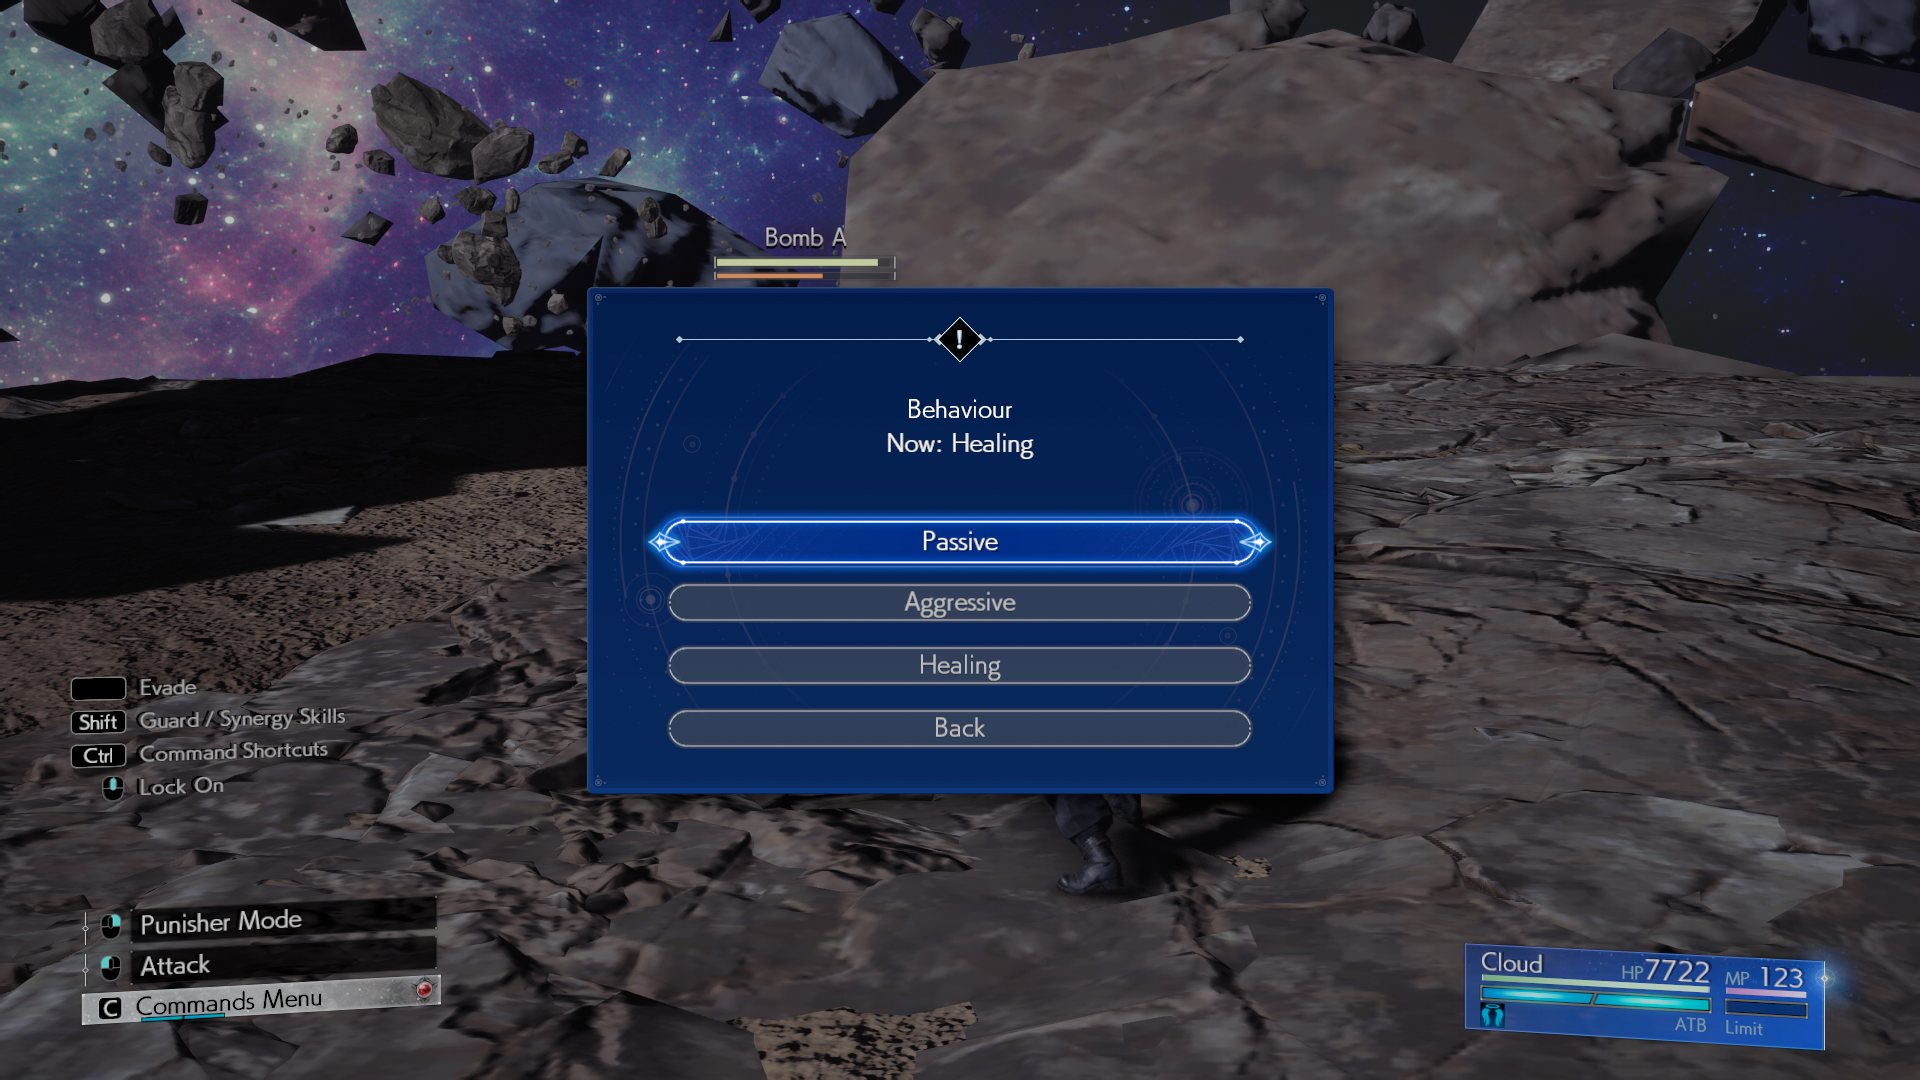 Bomb A
!
Behaviour
Now: Healing
Passive
Aggressive
Healing
Back
Evade
Shift Guard / Synergy Skills
Ctrl Command Shortcuts
Lock On
Punisher Mode
Attack
C Commands Menu
Cloud HP 7722 MP 123
ATB Limit